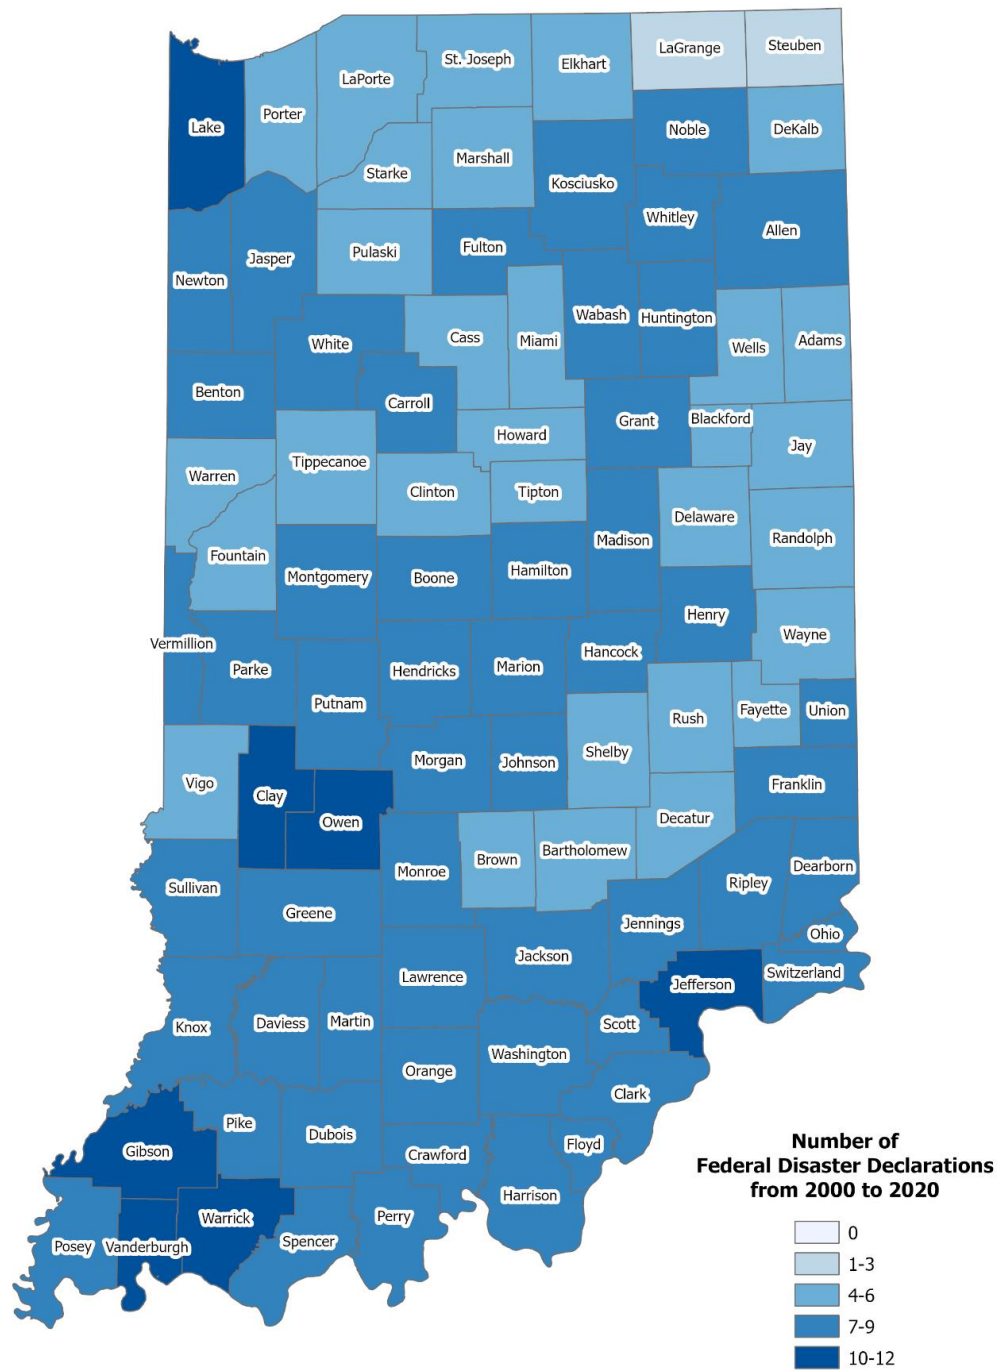 LaGrange
Steuben
St. Joseph
Elkhart
LaPorte
Porter
Lake
Noble
DeKalb
Marshall
Starke
Kosciusko
Whitley
Allen
Fulton
Pulaski
Jasper
Newton
Wabash
Huntington
Cass
Miami
Wells
Adams
White
Benton
Carroll
Grant
Blackford
Howard
Jay
Tippecanoe
Warren
Clinton
Tipton
Delaware
Randolph
Madison
Fountain
Montgomery
Boone
Hamilton
Henry
Wayne
Vermillion
Parke
Hendricks
Marion
Hancock
Putnam
Rush
Fayette
Union
Shelby
Morgan
Johnson
Franklin
Vigo
Clay
Owen
Decatur
Bartholomew
Brown
Monroe
Dearborn
Ripley
Sullivan
Greene
Jennings
Ohio
Jackson
Lawrence
Jefferson
Switzerland
Knox
Daviess
Martin
Scott
Washington
Orange
Clark
Pike
Dubois
Floyd
Gibson
Crawford
Harrison
Warrick
Perry
Spencer
Posey
Vanderburgh
Number of
Federal Disaster Declarations
from 2000 to 2020
0
1-3
4-6
7-9
10-12